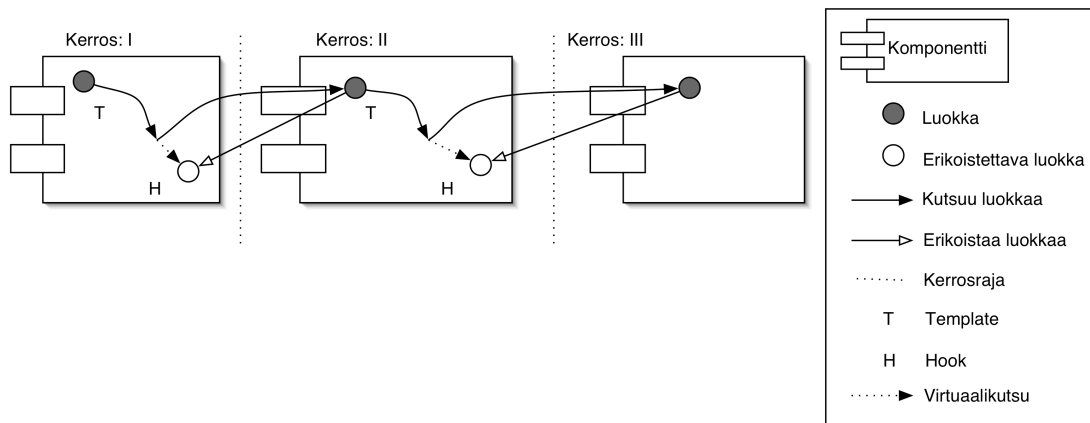 Kerros: I
Kerros: II
Kerros: III
T
H
T
H
Komponentti
Luokka
Erikoistettava luokka
Kutsuu luokkaa
Erikoistaa luokkaa
Kerrosraja
T Template
H Hook
Virtuaalikutsu